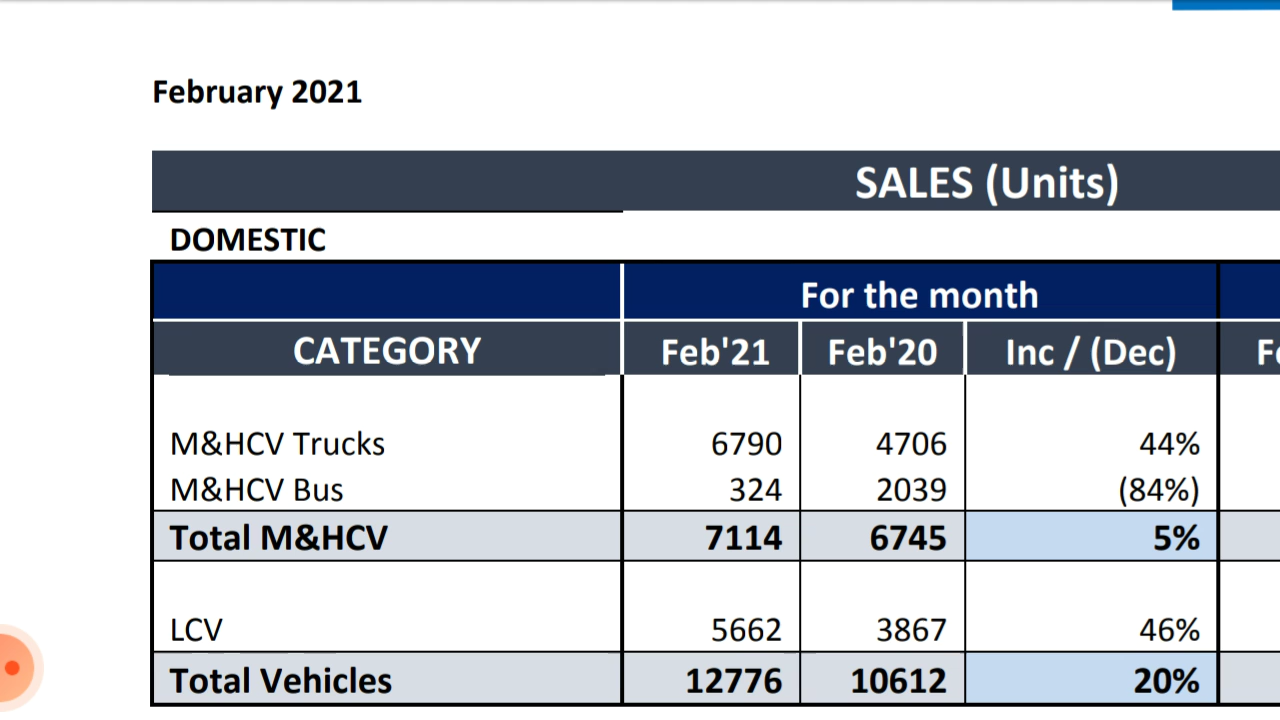 February 2021
SALES (Units)
DOMESTIC
For the month
CATEGORY Feb'21 Feb'20 Inc / (Dec)
M&HCV Trucks 6790 4706 44%
M&HCV Bus 324 2039 (84%)
Total M&HCV 7114 6745 5%
LCV 5662 3867 46%
Total Vehicles 12776 10612 20%